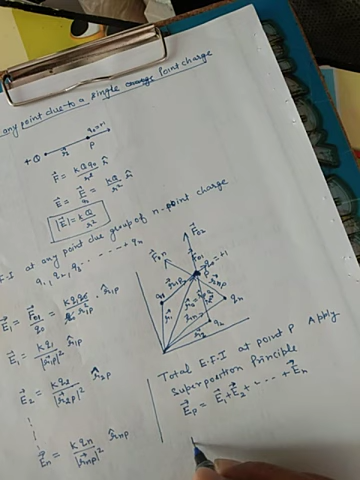 any point due to a single charge Point charge
+Q
r⃗
P
q₀=+1
F⃗ = kQq₀/r² r̂
E⃗ = F⃗/q₀ = kQ/r² r̂
|E⃗| = kQ/r²
E.F.I at any point due group of n-point charge
q₁, q₂, q₃, ------→ qₙ
E⃗₁ = F⃗₀₁/q₀ = kq₁q₀/q₀ r²₁p r̂₁p
E⃗₁ = kq₁/|r⃗₁p|² r̂₁p
E⃗₂ = kq₂/|r⃗₂p|² r̂₂p
E⃗n = kqn/|r⃗np|² r̂np
F⃗₀n
F⃗₀₂
F⃗₀₁
q₀=+1
qₙ
Total E.F.I at point P Apply
Superposition Principle
E⃗p = E⃗₁ + E⃗₂ + - - - - + E⃗n